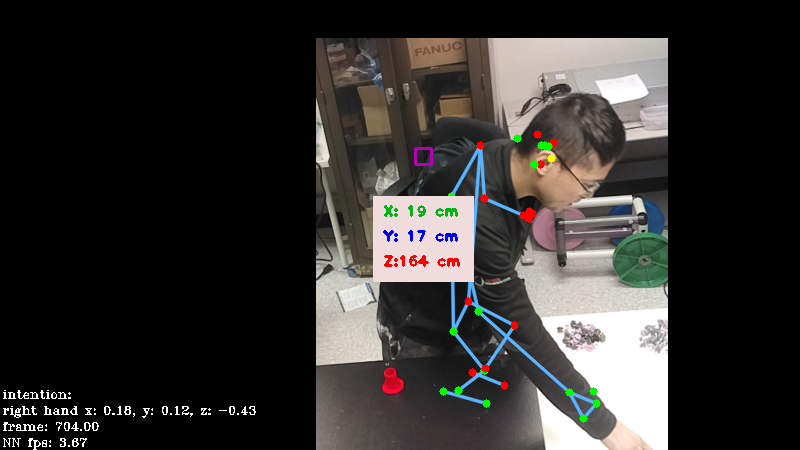 FANUC
X: 19 cm
Y: 17 cm
Z:164 cm
intention:
right hand x: 0.18, y: 0.12, z: -0.43
frame: 704.00
NN fps: 3.67